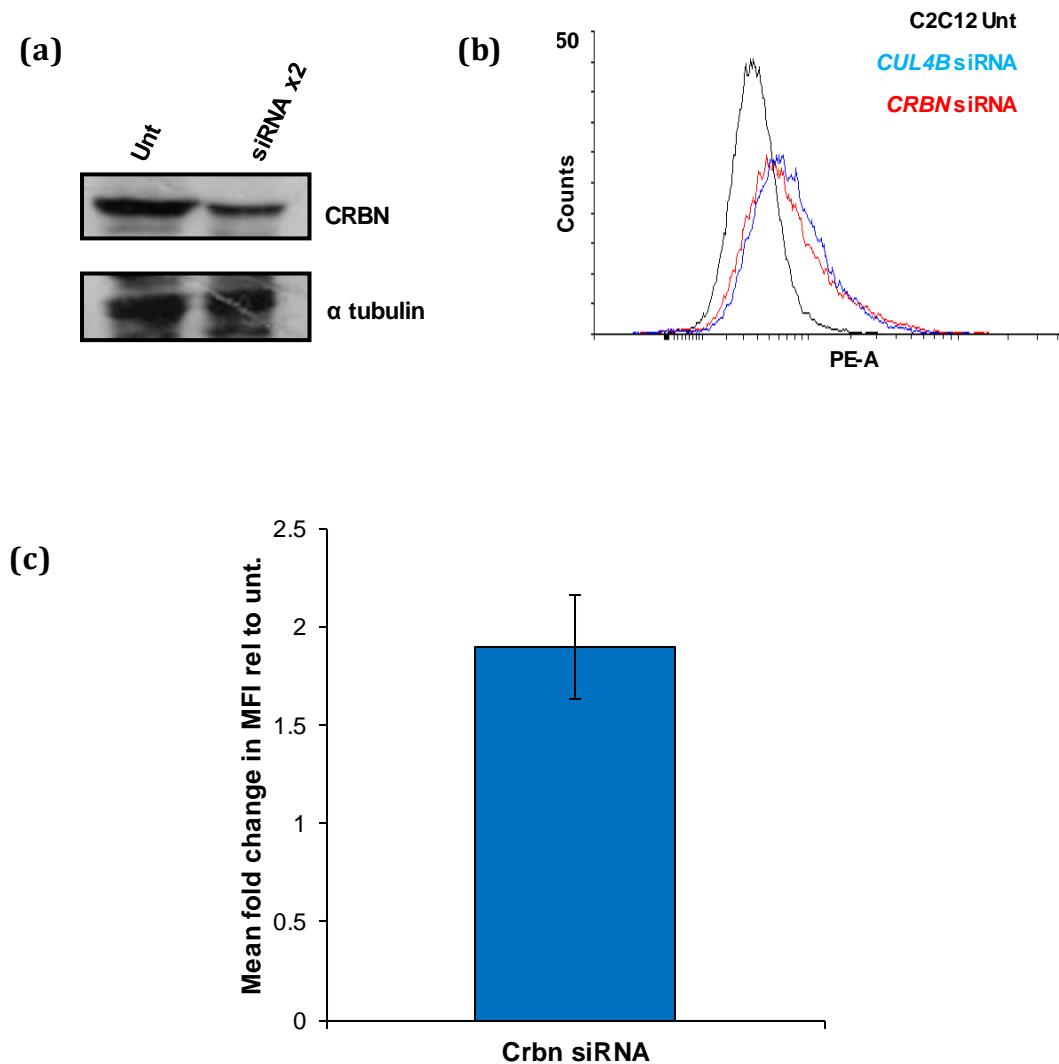 (a)
Unt
siRNA x2
CRBN
α tubulin
(b)
50
Counts
PE-A
C2C12 Unt
CUL4B siRNA
CRBN siRNA
(c)
Mean fold change in MFI rel to unt.
2.5
2
1.5
1
0.5
0
Crbn siRNA